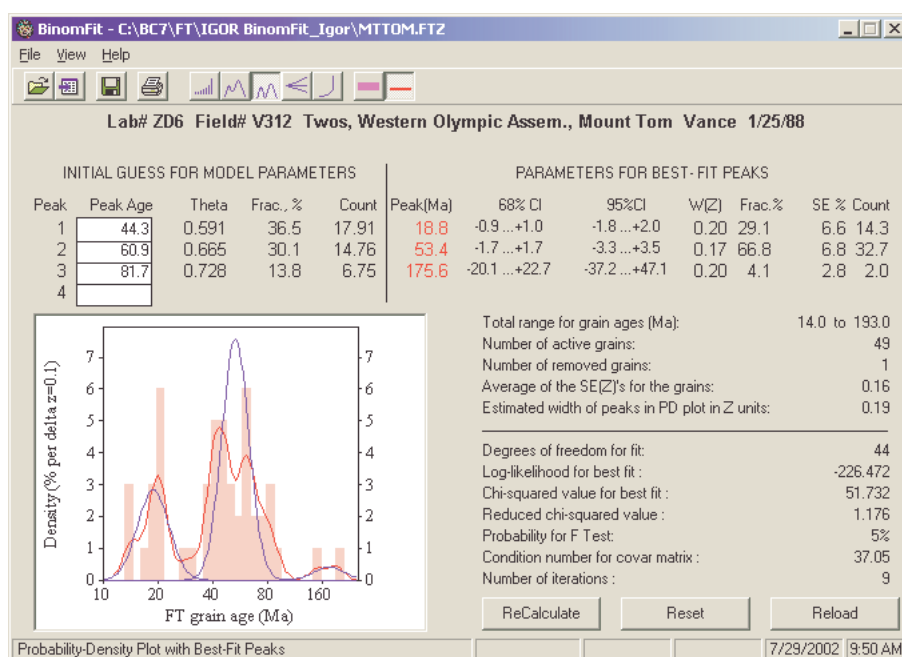 BinomFit - C:\BC7\FT\IGOR BinomFit_Igor\MTTOM.FTZ
File View Help
Lab# ZD6 Field# V312 Twos, Western Olympic Assem., Mount Tom Vance 1/25/88
INITIAL GUESS FOR MODEL PARAMETERS PARAMETERS FOR BEST-FIT PEAKS
Peak Peak Age Theta Frac., % Count Peak(Ma) 68% CI 95%CI W(Z) Frac.% SE % Count
1 44.3 0.591 36.5 17.91 18.8 -0.9 ...+1.0 -1.8 ...+2.0 0.20 29.1 6.6 14.3
2 60.9 0.665 30.1 14.76 53.4 -1.7 ...+1.7 -3.3 ...+3.5 0.17 66.8 6.8 32.7
3 81.7 0.728 13.8 6.75 175.6 -20.1 ...+22.7 -37.2 ...+47.1 0.20 4.1 2.8 2.0
4
Density (% per delta z=0.1)
7 7
6 6
5 5
4 4
3 3
2 2
1 1
0 0
10 20 40 80 160
FT grain age (Ma)
Total range for grain ages (Ma): 14.0 to 193.0
Number of active grains: 49
Number of removed grains: 1
Average of the SE(Z)'s for the grains: 0.16
Estimated width of peaks in PD plot in Z units: 0.19
Degrees of freedom for fit: 44
Log-likelihood for best fit : -226.472
Chi-squared value for best fit : 51.732
Reduced chi-squared value : 1.176
Probability for F Test: 5%
Condition number for covar matrix : 37.05
Number of iterations : 9
ReCalculate Reset Reload
Probability-Density Plot with Best-Fit Peaks 7/29/2002 9:50 AM